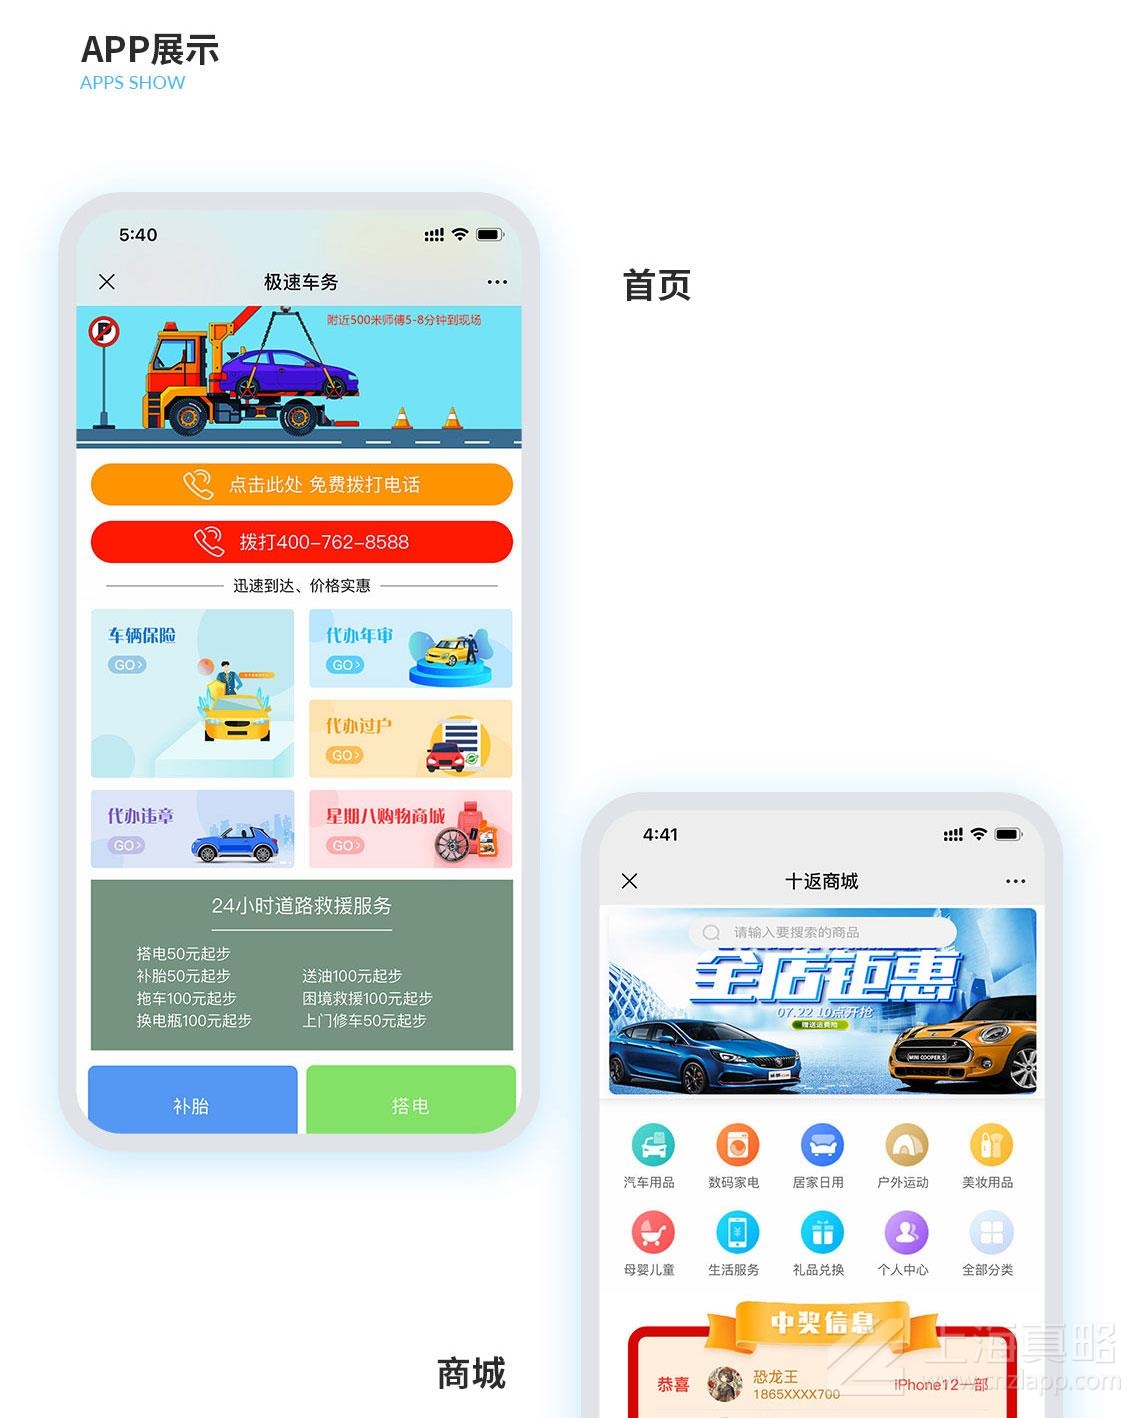 APP展示
APPS SHOW
5:40
极速车务
P
附近500米师傅5-8分钟到现场
点击此处 免费拨打电话
拨打400-762-8588
迅速到达、价格实惠
车辆保险
GO>
代办年审
GO>
代办过户
GO>
代办违章
GO>
星期八购物商城
GO>
24小时道路救援服务
搭电50元起步
补胎50元起步 送油100元起步
拖车100元起步 困境救援100元起步
换电瓶100元起步 上门修车50元起步
补胎 搭电
首页
4:41
十返商城
请输入要搜索的商品
全店钜惠
07.22 10点开抢
赠送运费险
MINI COOPER S
汽车用品 数码家电 居家日用 户外运动 美妆用品
母婴儿童 生活服务 礼品兑换 个人中心 全部分类
中奖信息
恭喜 恐龙王 iPhone12一部
1865XXXX700
商城
上海真略
www.cnzlapp.com